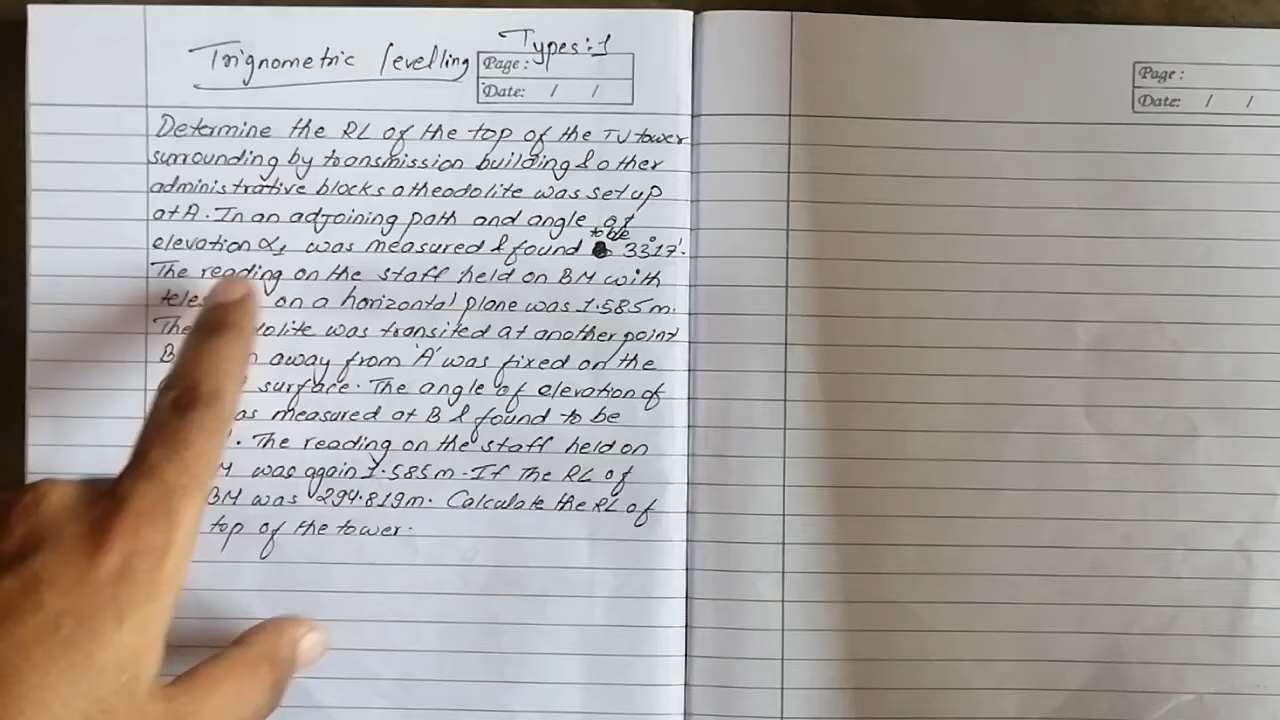 Types:1
Trignometric levelling
Page:
Date: / /
Page:
Date: / /
Determine the RL of the top of the TV tower
surrounding by transmission building & other
administrative blocks a theodolite was set up
at A. In an adjoining path and angle of
elevation α1 was measured & found to be 33°17'.
The reading on the staff held on BM with
on a horizontal plane was 1.585m.
The was transited at another point
B away from 'A' was fixed on the
surface. The angle of elevation of
measured at B & found to be
The reading on the staff held on
was again 1.585m. If the RL of
BM was 294.819m. Calculate the RL of
top of the tower.